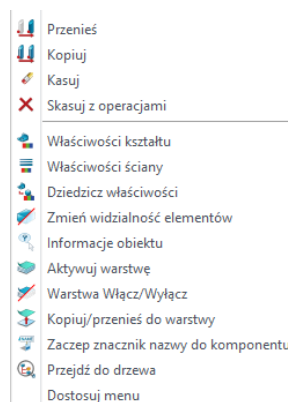 Przenieś
Kopiuj
Kasuj
Skasuj z operacjami
Właściwości kształtu
Właściwości ściany
Dziedzicz właściwości
Zmień widzialność elementów
Informacje obiektu
Aktywuj warstwę
Warstwa Włącz/Wyłącz
Kopiuj/przenieś do warstwy
Zaczep znacznik nazwy do komponentu
Przejdź do drzewa
Dostosuj menu